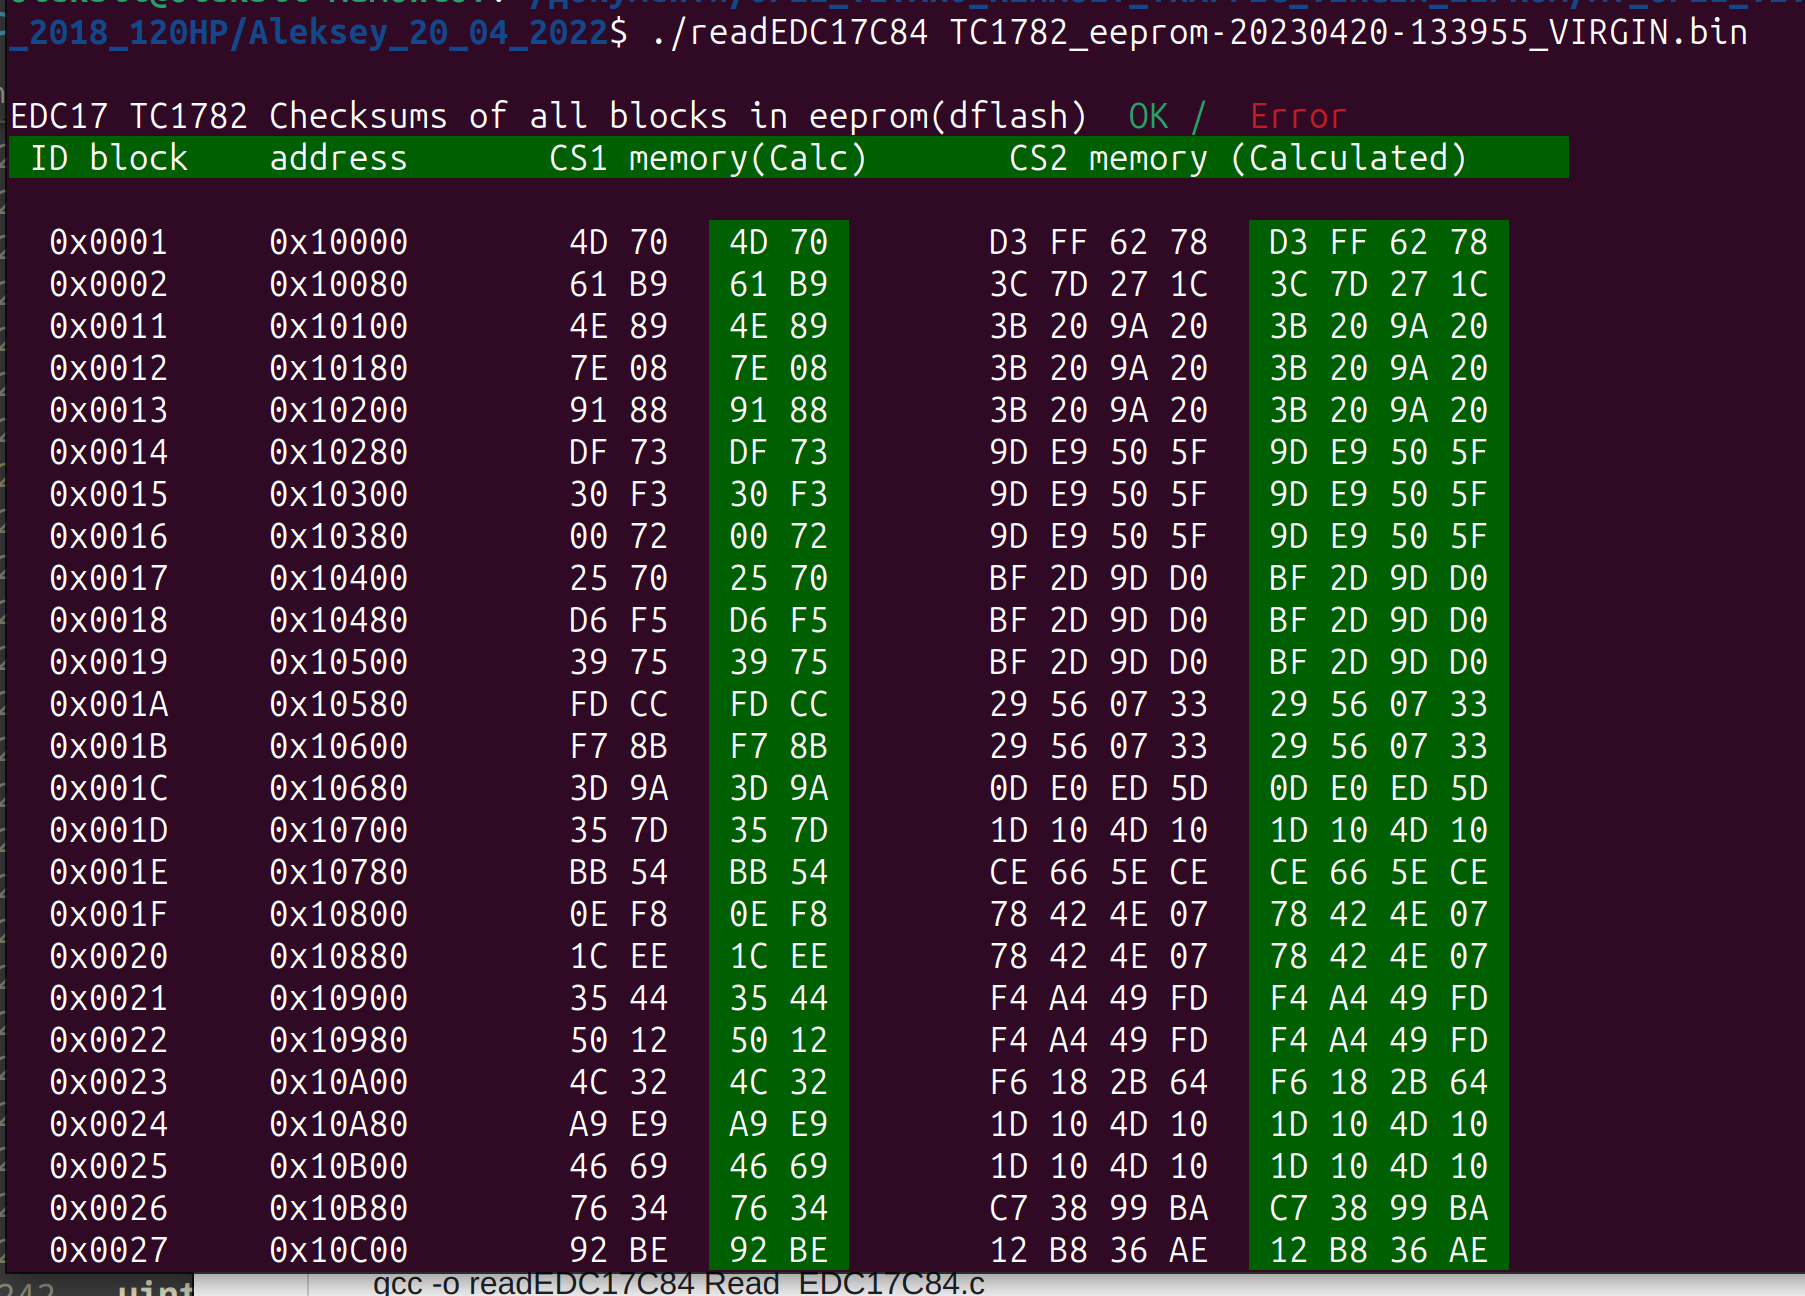 _2018_120HP/Aleksey_20_04_2022$ ./readEDC17C84 TC1782_eeprom-20230420-133955_VIRGIN.bin
EDC17 TC1782 Checksums of all blocks in eeprom(dflash) OK / Error
ID block address CS1 memory(Calc) CS2 memory (Calculated)
0x0001 0x10000 4D 70 4D 70 D3 FF 62 78 D3 FF 62 78
0x0002 0x10080 61 B9 61 B9 3C 7D 27 1C 3C 7D 27 1C
0x0011 0x10100 4E 89 4E 89 3B 20 9A 20 3B 20 9A 20
0x0012 0x10180 7E 08 7E 08 3B 20 9A 20 3B 20 9A 20
0x0013 0x10200 91 88 91 88 3B 20 9A 20 3B 20 9A 20
0x0014 0x10280 DF 73 DF 73 9D E9 50 5F 9D E9 50 5F
0x0015 0x10300 30 F3 30 F3 9D E9 50 5F 9D E9 50 5F
0x0016 0x10380 00 72 00 72 9D E9 50 5F 9D E9 50 5F
0x0017 0x10400 25 70 25 70 BF 2D 9D D0 BF 2D 9D D0
0x0018 0x10480 D6 F5 D6 F5 BF 2D 9D D0 BF 2D 9D D0
0x0019 0x10500 39 75 39 75 BF 2D 9D D0 BF 2D 9D D0
0x001A 0x10580 FD CC FD CC 29 56 07 33 29 56 07 33
0x001B 0x10600 F7 8B F7 8B 29 56 07 33 29 56 07 33
0x001C 0x10680 3D 9A 3D 9A 0D E0 ED 5D 0D E0 ED 5D
0x001D 0x10700 35 7D 35 7D 1D 10 4D 10 1D 10 4D 10
0x001E 0x10780 BB 54 BB 54 CE 66 5E CE CE 66 5E CE
0x001F 0x10800 0E F8 0E F8 78 42 4E 07 78 42 4E 07
0x0020 0x10880 1C EE 1C EE 78 42 4E 07 78 42 4E 07
0x0021 0x10900 35 44 35 44 F4 A4 49 FD F4 A4 49 FD
0x0022 0x10980 50 12 50 12 F4 A4 49 FD F4 A4 49 FD
0x0023 0x10A00 4C 32 4C 32 F6 18 2B 64 F6 18 2B 64
0x0024 0x10A80 A9 E9 A9 E9 1D 10 4D 10 1D 10 4D 10
0x0025 0x10B00 46 69 46 69 1D 10 4D 10 1D 10 4D 10
0x0026 0x10B80 76 34 76 34 C7 38 99 BA C7 38 99 BA
0x0027 0x10C00 92 BE 92 BE 12 B8 36 AE 12 B8 36 AE
gcc -o readEDC17C84 Read_EDC17C84.c